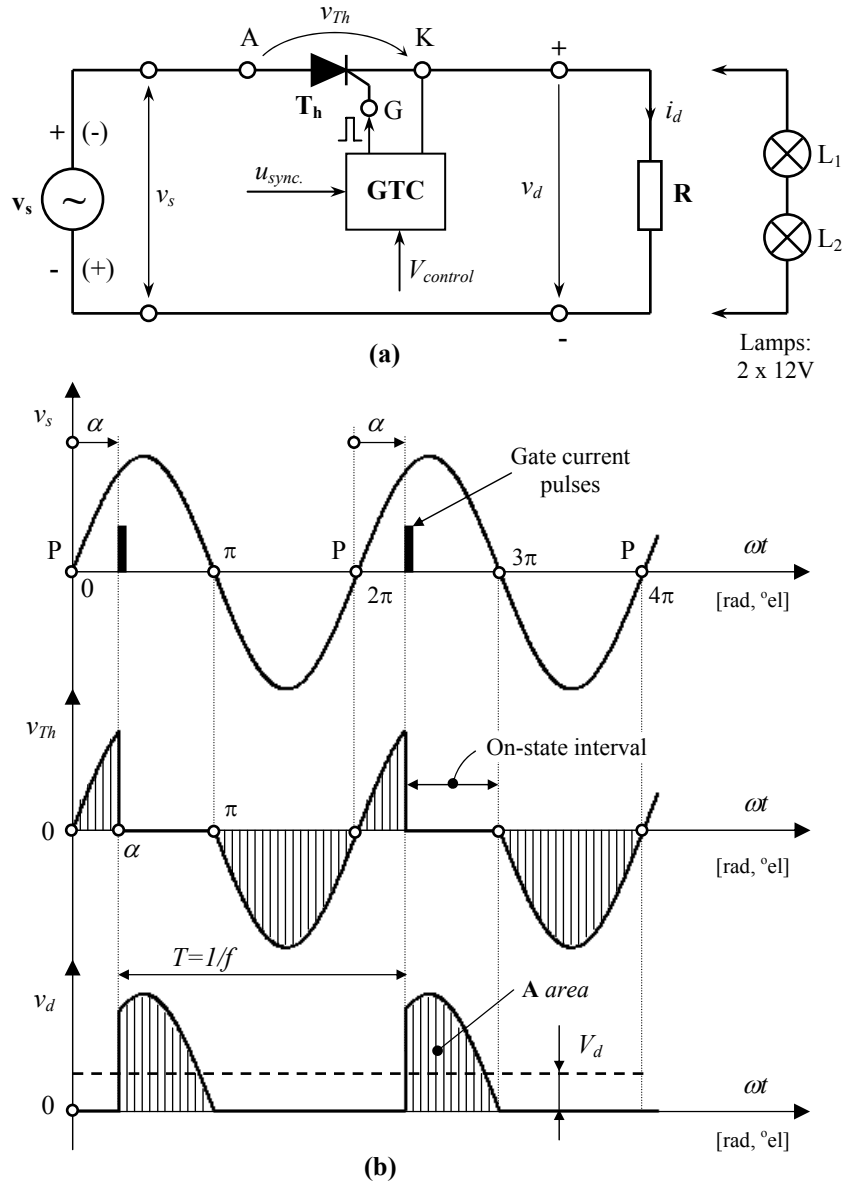 v_Th
A K +
T_h G
i_d
+ (-)
v_s ~
v_s
- (+)
u_sync.
GTC
V_control
v_d
R
L_1
L_2
-
(a)
Lamps:
2 x 12V
v_s
α α
Gate current
pulses
P π P 3π P ωt
0 2π 4π
[rad, °el]
v_Th
On-state interval
0 α π ωt
[rad, °el]
T=1/f
v_d
A area
V_d
0 ωt
[rad, °el]
(b)